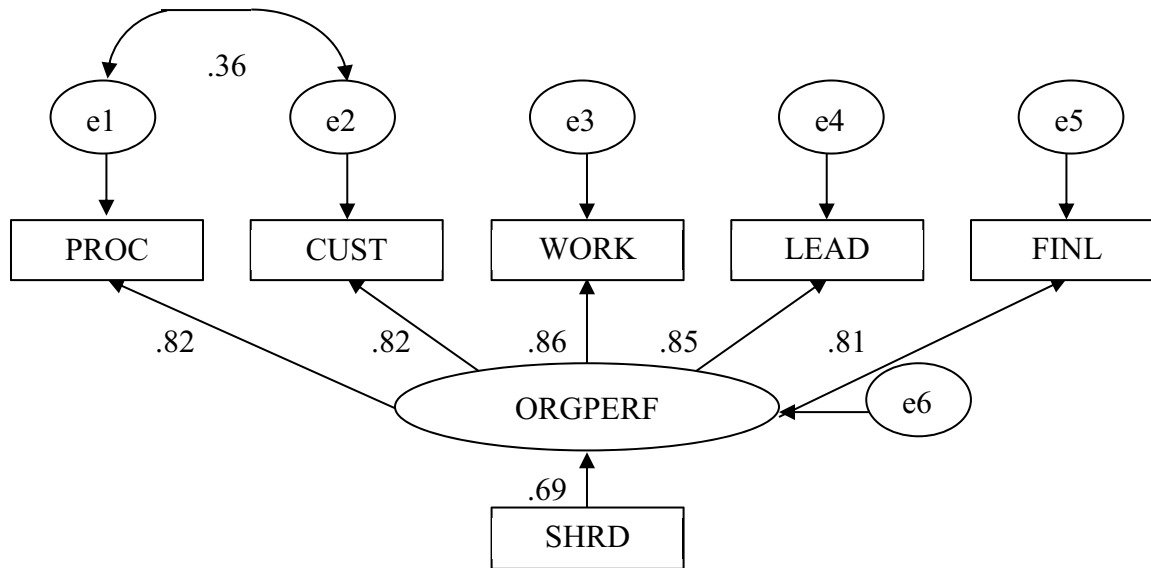 .36
e1 e2 e3 e4 e5
PROC CUST WORK LEAD FINL
.82 .82 .86 .85 .81
ORGPERF e6
.69
SHRD